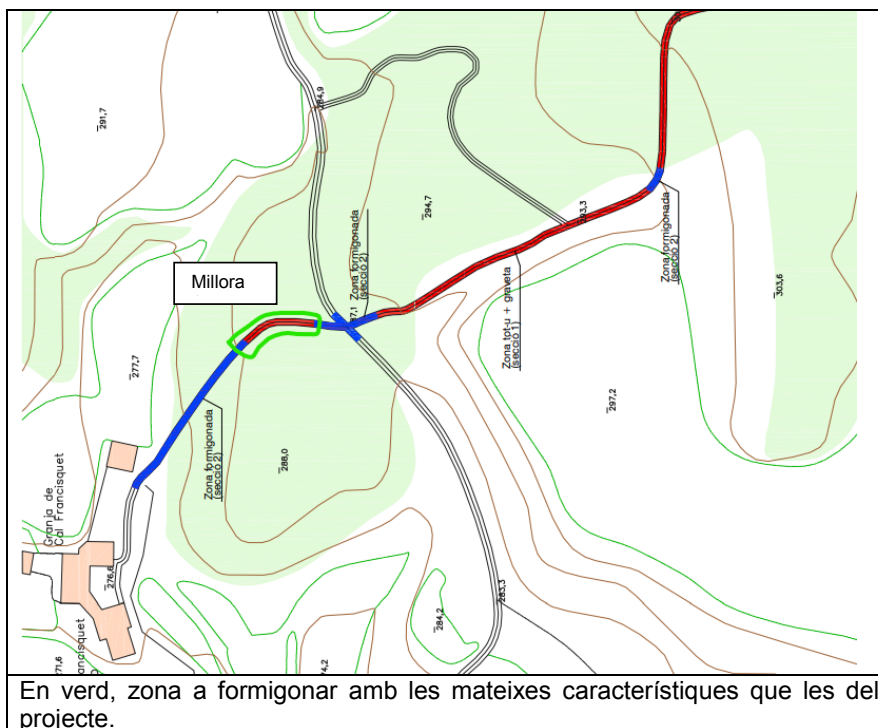 284,9
291,7
294,7
293,3
Zona formigonada
(secció 2)
Zona formigonada
(secció 2)
303,6
Millora
Zona tot-u + graveta
(secció 1)
277,7
297,2
Zona formigonada
(secció 2)
288,0
Granja de
Cal Francisquet
276,6
283,3
284,2
En verd, zona a formigonar amb les mateixes característiques que les del
projecte.